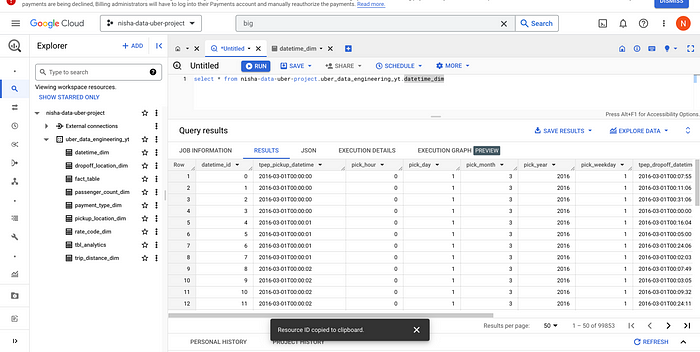 payments are being declined, Billing administrators will have to log into their Payments account and manually reauthorize the payments. Read more.
DISMISS
Google Cloud
nisha-data-uber-project
big
Search
N
Explorer
+ ADD
*Untitled
datetime_dim
Type to search
Untitled
RUN
SAVE
SHARE
SCHEDULE
MORE
Viewing workspace resources.
SHOW STARRED ONLY
1 select * from nisha-data-uber-project.uber_data_engineering_yt.datetime_dim
nisha-data-uber-project
External connections
uber_data_engineering_yt
datetime_dim
dropoff_location_dim
fact_table
passenger_count_dim
payment_type_dim
pickup_location_dim
rate_code_dim
tbl_analytics
trip_distance_dim
Press Alt+F1 for Accessibility Options.
Query results
SAVE RESULTS
EXPLORE DATA
JOB INFORMATION RESULTS JSON EXECUTION DETAILS EXECUTION GRAPH PREVIEW
Row datetime_id tpep_pickup_datetime pick_hour pick_day pick_month pick_year pick_weekday tpep_dropoff_datetim
1 0 2016-03-01T00:00:00 0 1 3 2016 1 2016-03-01T00:07:55
2 1 2016-03-01T00:00:00 0 1 3 2016 1 2016-03-01T00:11:06
3 2 2016-03-01T00:00:00 0 1 3 2016 1 2016-03-01T00:31:06
4 3 2016-03-01T00:00:00 0 1 3 2016 1 2016-03-01T00:00:00
5 4 2016-03-01T00:00:01 0 1 3 2016 1 2016-03-01T00:16:04
6 5 2016-03-01T00:00:01 0 1 3 2016 1 2016-03-01T00:05:00
7 6 2016-03-01T00:00:01 0 1 3 2016 1 2016-03-01T00:24:06
8 7 2016-03-01T00:00:01 0 1 3 2016 1 2016-03-01T00:02:03
9 8 2016-03-01T00:00:02 0 1 3 2016 1 2016-03-01T00:07:49
10 9 2016-03-01T00:00:02 0 1 3 2016 1 2016-03-01T00:03:05
11 10 2016-03-01T00:00:02 0 1 3 2016 1 2016-03-01T00:09:32
12 11 2016-03-01T00:00:02 0 1 3 2016 1 2016-03-01T00:24:11
Resource ID copied to clipboard.
Results per page: 50 1 – 50 of 99853
PERSONAL HISTORY
PROJECT HISTORY
REFRESH